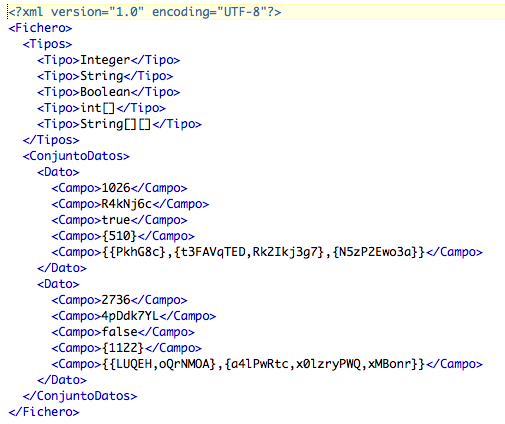 <?xml version="1.0" encoding="UTF-8"?>
<Fichero>
  <Tipos>
    <Tipo>Integer</Tipo>
    <Tipo>String</Tipo>
    <Tipo>Boolean</Tipo>
    <Tipo>int[]</Tipo>
    <Tipo>String[][]</Tipo>
  </Tipos>
  <ConjuntoDatos>
    <Dato>
      <Campo>1026</Campo>
      <Campo>R4kNj6c</Campo>
      <Campo>true</Campo>
      <Campo>{510}</Campo>
      <Campo>{{PkhG8c},{t3FAVqTED,RkZIkj3g7},{N5zP2Ewo3a}}</Campo>
    </Dato>
    <Dato>
      <Campo>2736</Campo>
      <Campo>4pDdk7YL</Campo>
      <Campo>false</Campo>
      <Campo>{1122}</Campo>
      <Campo>{{LUQEH,oQrNMOA},{a4lPwRtc,x0lzryPWQ,xMBonr}}</Campo>
    </Dato>
  </ConjuntoDatos>
</Fichero>